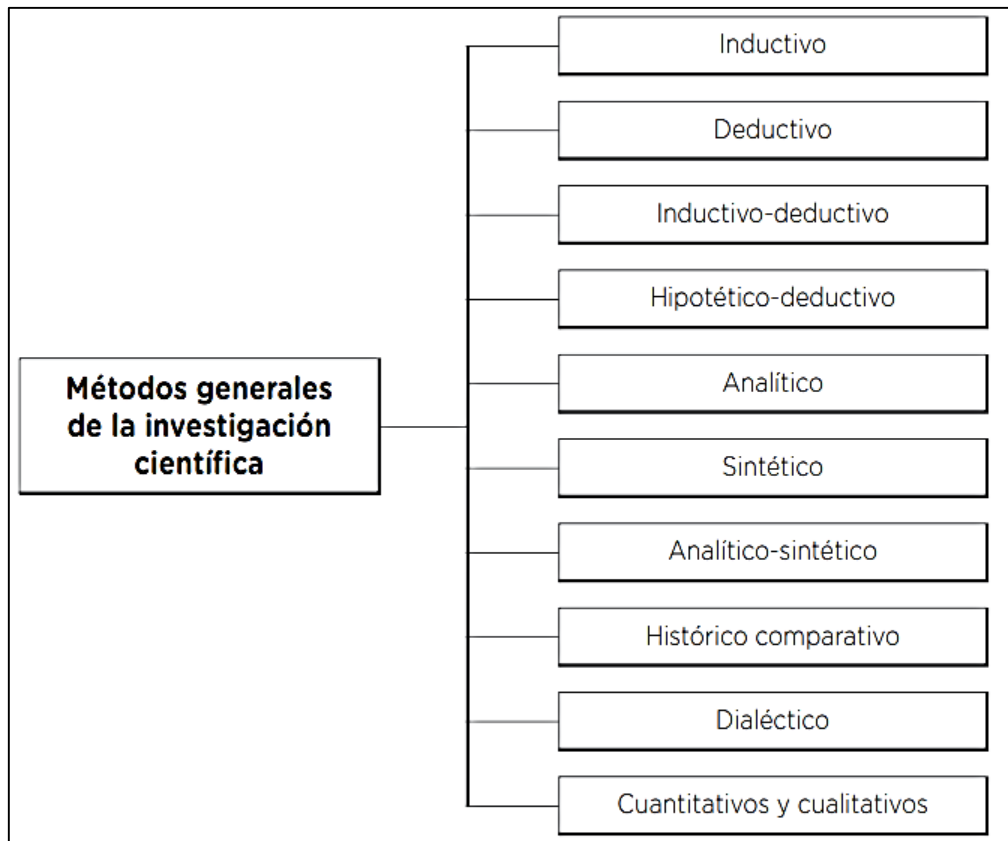 Métodos generales
de la investigación
científica
Inductivo
Deductivo
Inductivo-deductivo
Hipotético-deductivo
Analítico
Sintético
Analítico-sintético
Histórico comparativo
Dialéctico
Cuantitativos y cualitativos